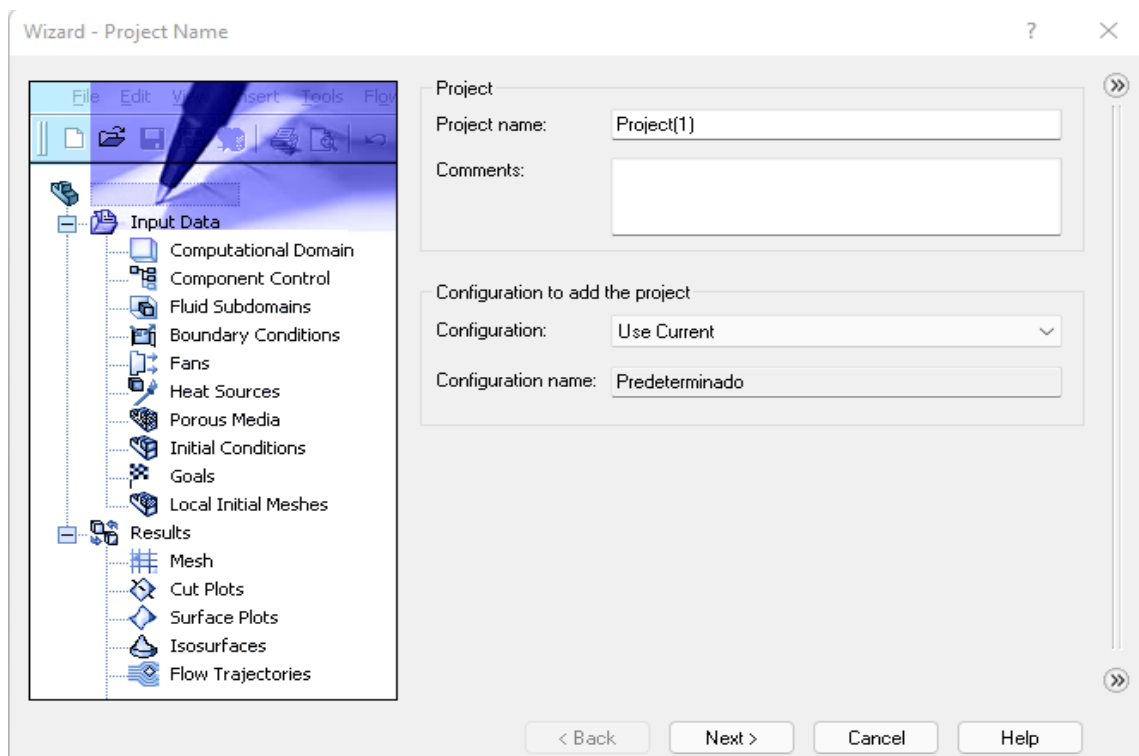 Wizard - Project Name
?
File Edit View Insert Tools Flow
Input Data
Computational Domain
Component Control
Fluid Subdomains
Boundary Conditions
Fans
Heat Sources
Porous Media
Initial Conditions
Goals
Local Initial Meshes
Results
Mesh
Cut Plots
Surface Plots
Isosurfaces
Flow Trajectories
Project
Project name: Project(1)
Comments:
Configuration to add the project
Configuration: Use Current
Configuration name: Predeterminado
< Back Next > Cancel Help